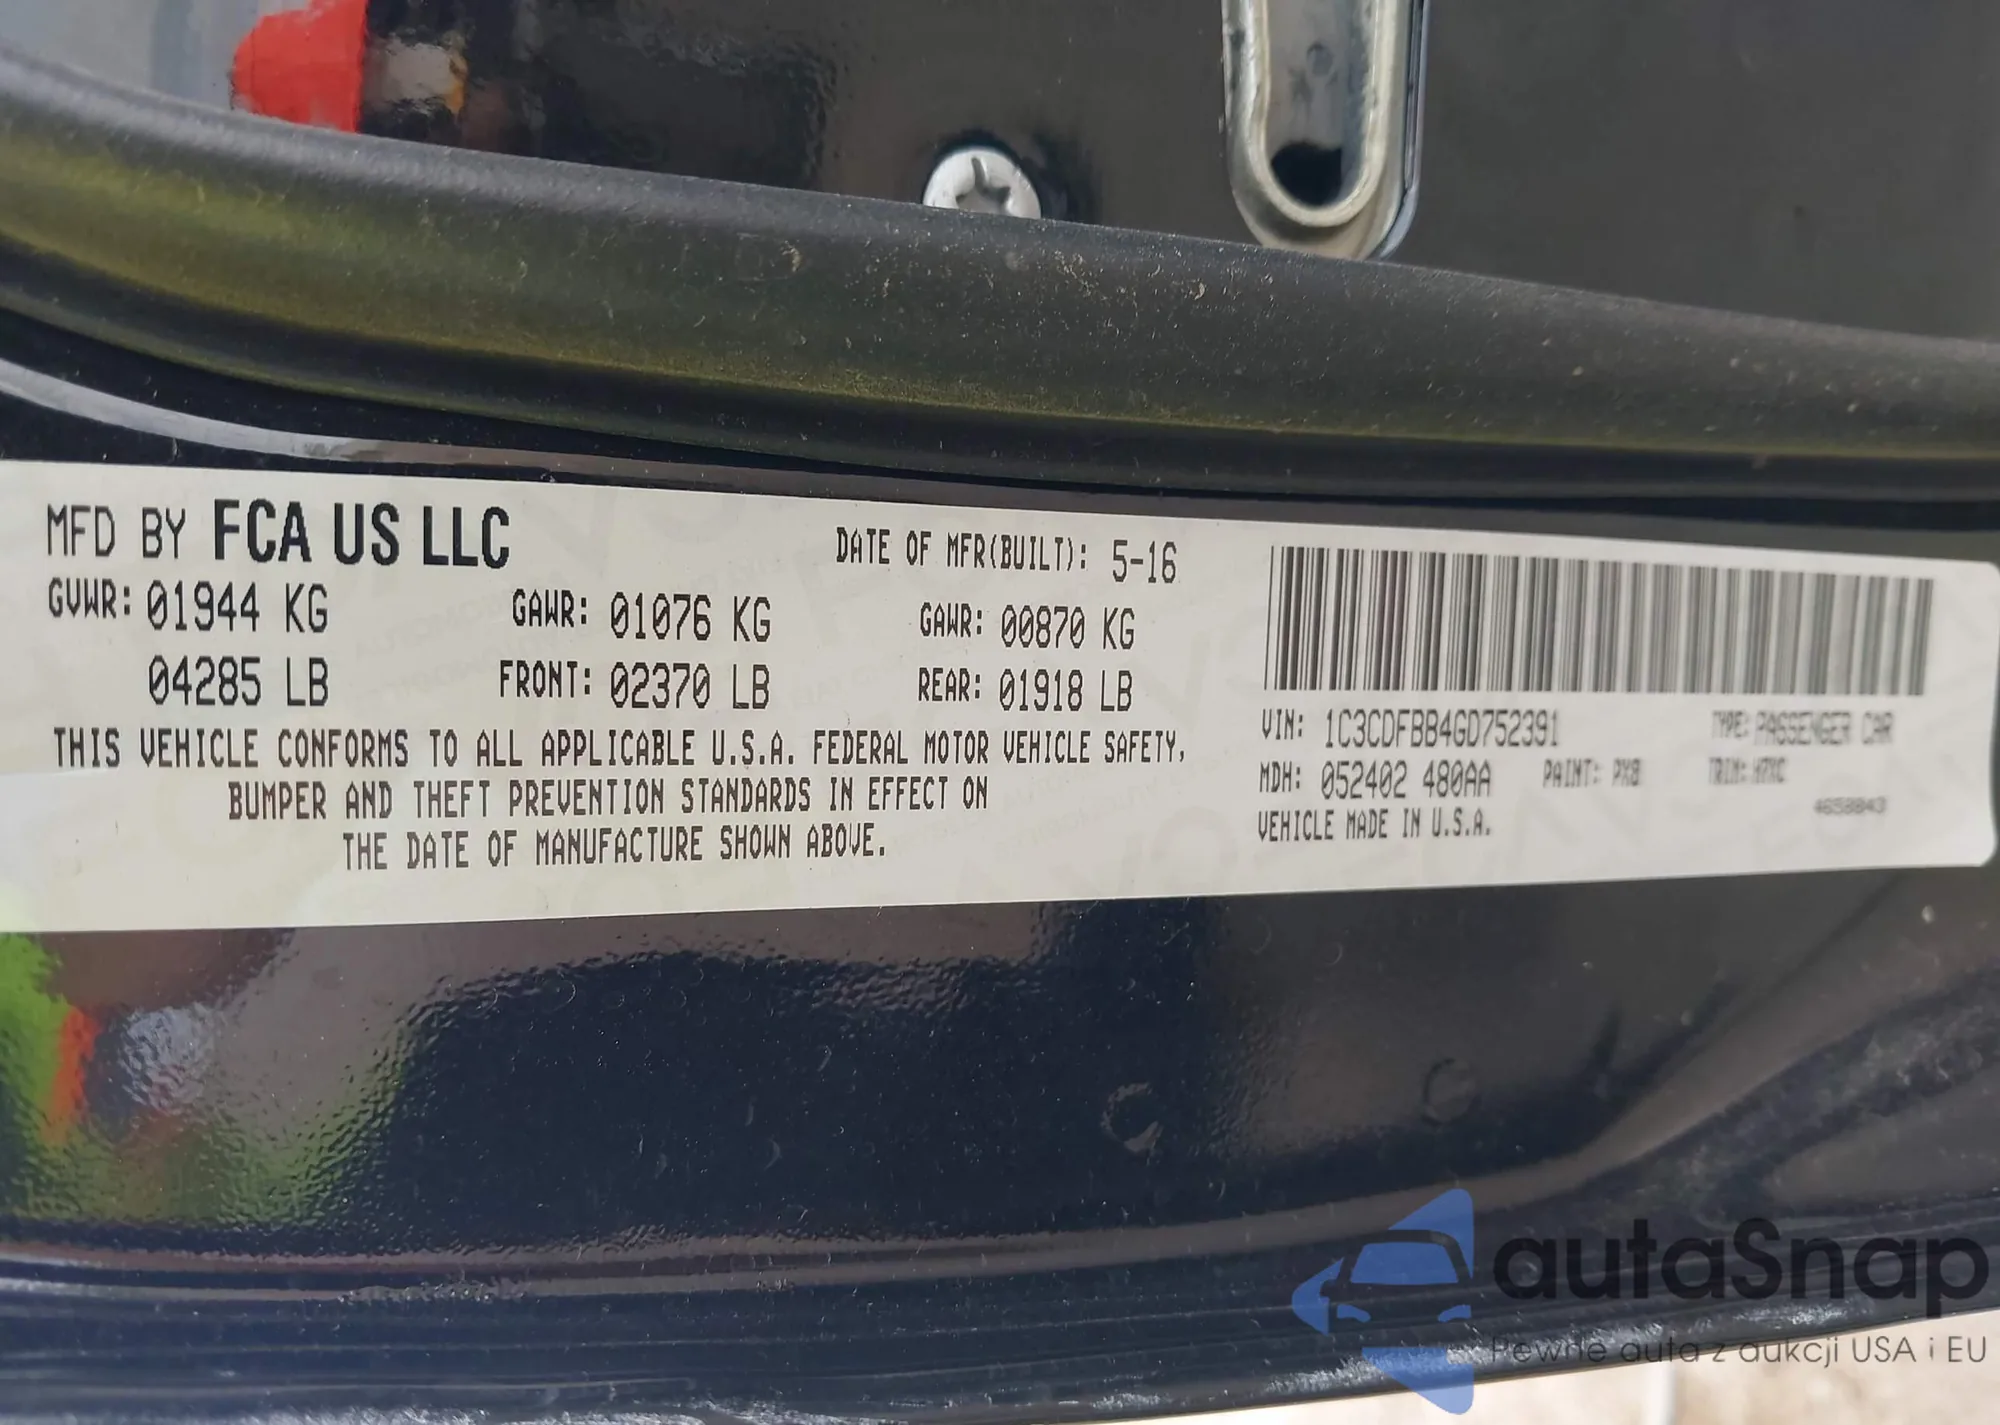 MFD BY FCA US LLC
DATE OF MFR(BUILT): 5-16
GVWR: 01944 KG
GAWR: 01076 KG
GAWR: 00870 KG
04285 LB
FRONT: 02370 LB
REAR: 01918 LB
THIS VEHICLE CONFORMS TO ALL APPLICABLE U.S.A. FEDERAL MOTOR VEHICLE SAFETY,
BUMPER AND THEFT PREVENTION STANDARDS IN EFFECT ON
THE DATE OF MANUFACTURE SHOWN ABOVE.
VIN: 1C3CDFBB4GD752391
TYPE: PASSENGER CAR
MDH: 052402 480AA
PAINT: PX8
TRIM: H7XC
VEHICLE MADE IN U.S.A.
4658843
autaSnap
Pewne auta z aukcji USA i EU